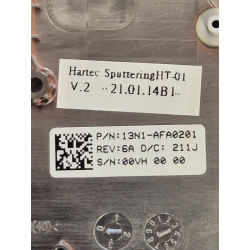 Hartec SputteringHT-01
V.2 -21.01.14B1-
P/N:13N1-AFA0201
REV:6A D/C: 211J
S/N:00VH 00 00